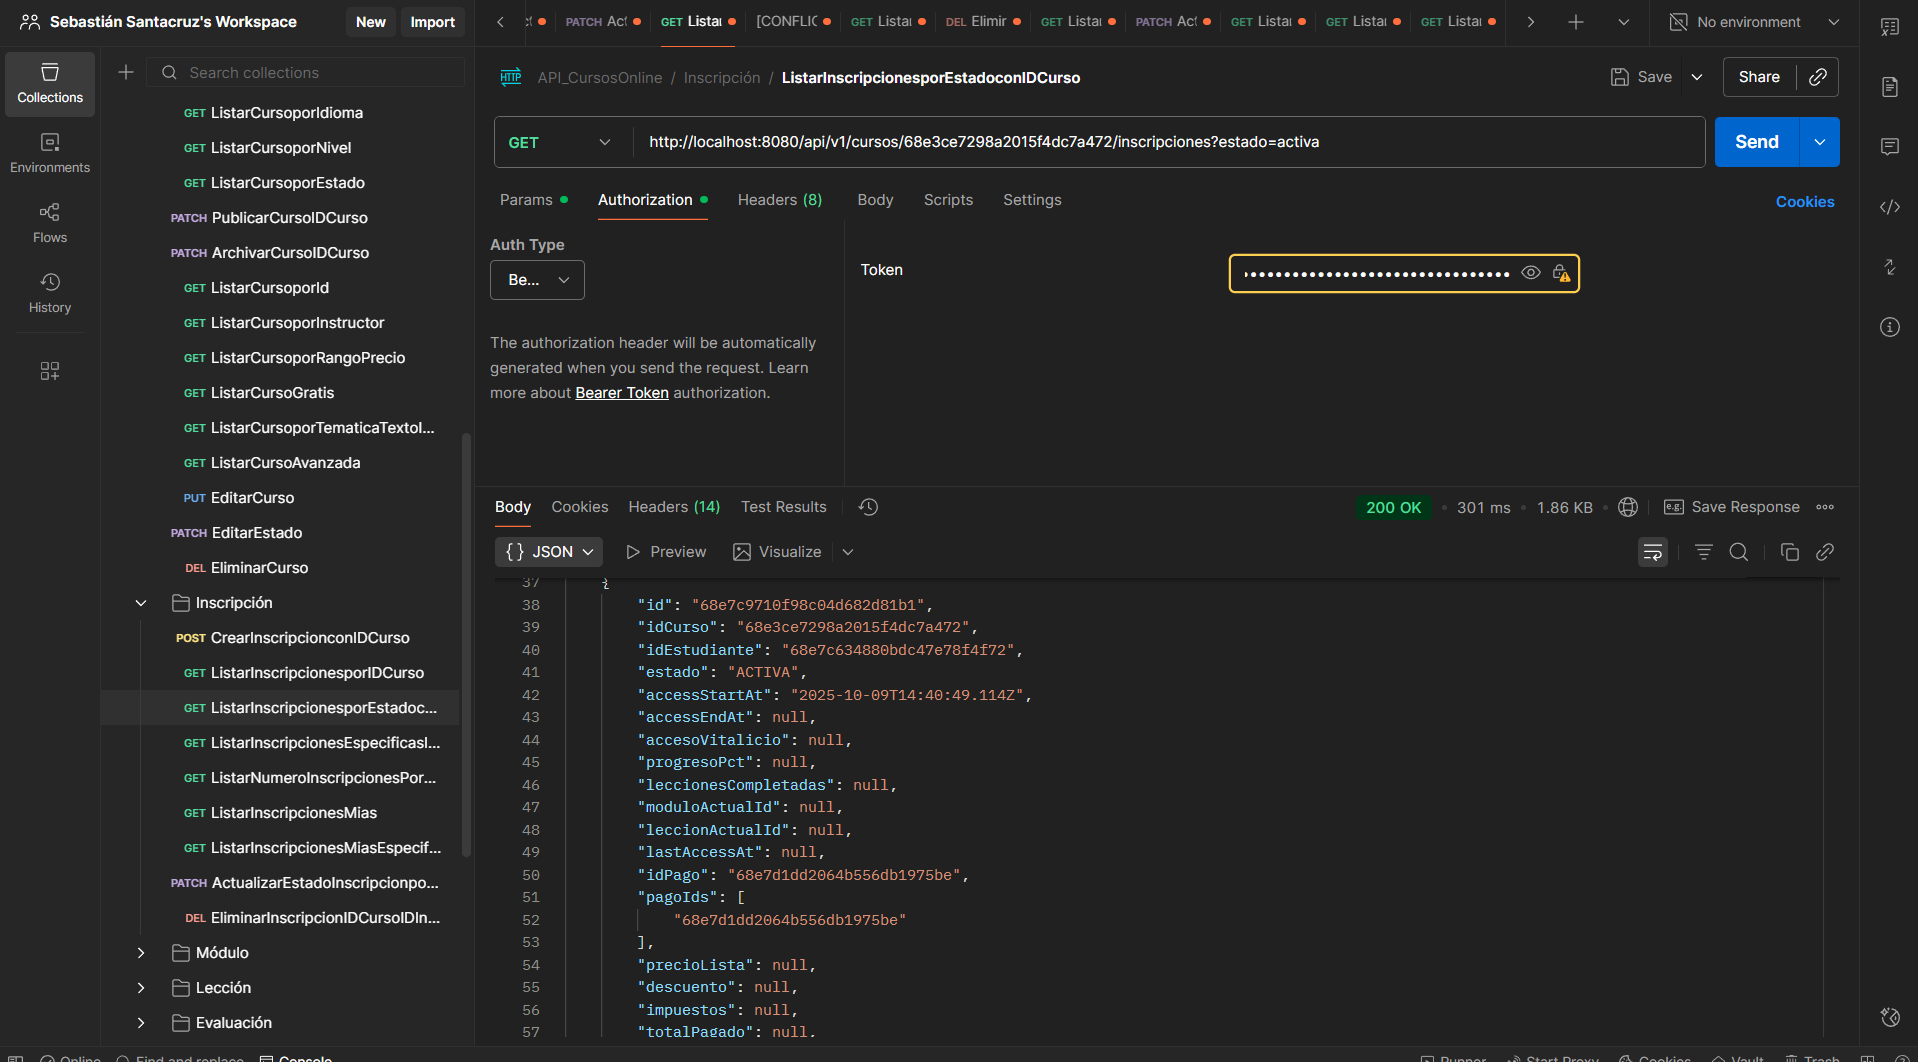 Sebastián Santacruz's Workspace
New
Import
PATCH Act
GET Listar
[CONFLIC
GET Listar
DEL Elimir
GET Listar
PATCH Act
GET Listar
GET Listar
GET Listar
No environment
Collections
Environments
Flows
History
Search collections
GET ListarCursoporIdioma
GET ListarCursoporNivel
GET ListarCursoporEstado
PATCH PublicarCursoIDCurso
PATCH ArchivarCursoIDCurso
GET ListarCursoporId
GET ListarCursoporInstructor
GET ListarCursoporRangoPrecio
GET ListarCursoGratis
GET ListarCursoporTematicaTextoI...
GET ListarCursoAvanzada
PUT EditarCurso
PATCH EditarEstado
DEL EliminarCurso
Inscripción
POST CrearInscripcionconIDCurso
GET ListarInscripcionesporIDCurso
GET ListarInscripcionesporEstadoc...
GET ListarInscripcionesEspecificasI...
GET ListarNumeroInscripcionesPor...
GET ListarInscripcionesMias
GET ListarInscripcionesMiasEspecif...
PATCH ActualizarEstadoInscripcionpo...
DEL EliminarInscripcionIDCursoIDIn...
Módulo
Lección
Evaluación
HTTP API_CursosOnline / Inscripción / ListarInscripcionesporEstadoconIDCurso
Save
Share
GET http://localhost:8080/api/v1/cursos/68e3ce7298a2015f4dc7a472/inscripciones?estado=activa
Send
Params Authorization Headers (8) Body Scripts Settings
Cookies
Auth Type
Be...
The authorization header will be automatically
generated when you send the request. Learn
more about Bearer Token authorization.
Token
Body Cookies Headers (14) Test Results
200 OK • 301 ms • 1.86 KB
Save Response
{} JSON Preview Visualize
37 {
38 "id": "68e7c9710f98c04d682d81b1",
39 "idCurso": "68e3ce7298a2015f4dc7a472",
40 "idEstudiante": "68e7c634880bdc47e78f4f72",
41 "estado": "ACTIVA",
42 "accessStartAt": "2025-10-09T14:40:49.114Z",
43 "accessEndAt": null,
44 "accesoVitalicio": null,
45 "progresoPct": null,
46 "leccionesCompletadas": null,
47 "moduloActualId": null,
48 "leccionActualId": null,
49 "lastAccessAt": null,
50 "idPago": "68e7d1dd2064b556db1975be",
51 "pagoIds": [
52 "68e7d1dd2064b556db1975be"
53 ],
54 "precioLista": null,
55 "descuento": null,
56 "impuestos": null,
57 "totalPagado": null,
Online
Find and replace
Console
Runner
Start Proxy
Cookies
Vault
Trash